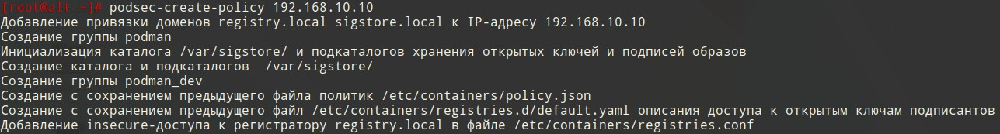 [root@alt ~]# podsec-create-policy 192.168.10.10
Добавление привязки доменов registry.local sigstore.local к IP-адресу 192.168.10.10
Создание группы podman
Инициализация каталога /var/sigstore/ и подкаталогов хранения открытых ключей и подписей образов
Создание каталога и подкаталогов  /var/sigstore/
Создание группы podman_dev
Создание с сохранением предыдущего файла политик /etc/containers/policy.json
Создание с сохранением предыдущего файл /etc/containers/registries.d/default.yaml описания доступа к открытым ключам подписантов
Добавление insecure-доступа к регистратору registry.local в файле /etc/containers/registries.conf